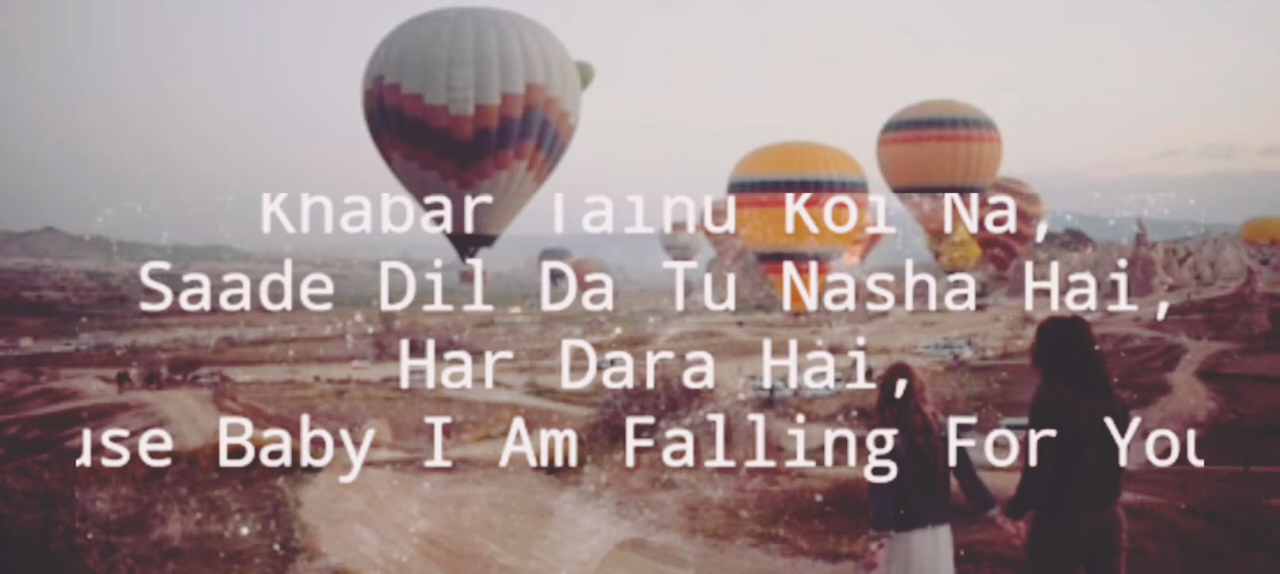 Khabar Tainu Koi Na,
Saade Dil Da Tu Nasha Hai,
Har Dara Hai,
use Baby I Am Falling For You